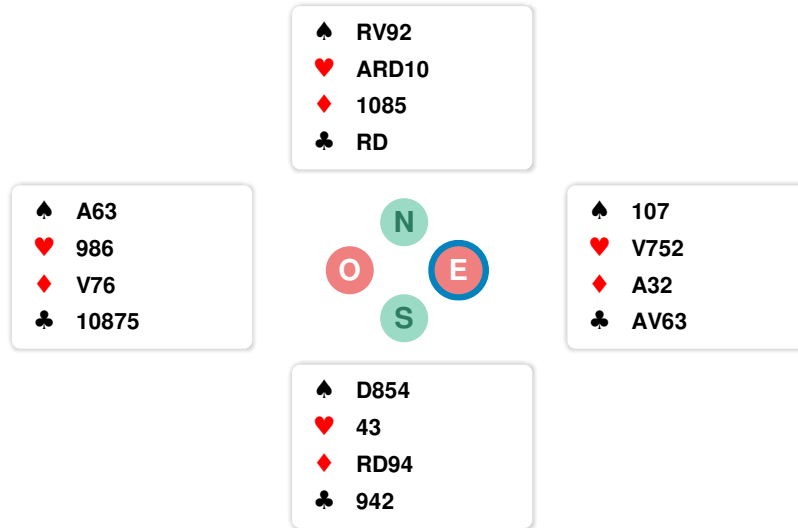 ♠ RV92
♥ ARD10
♦ 1085
♣ RD
♠ A63
♥ 986
♦ V76
♣ 10875
N
O E
S
♠ 107
♥ V752
♦ A32
♣ AV63
♠ D854
♥ 43
♦ RD94
♣ 942